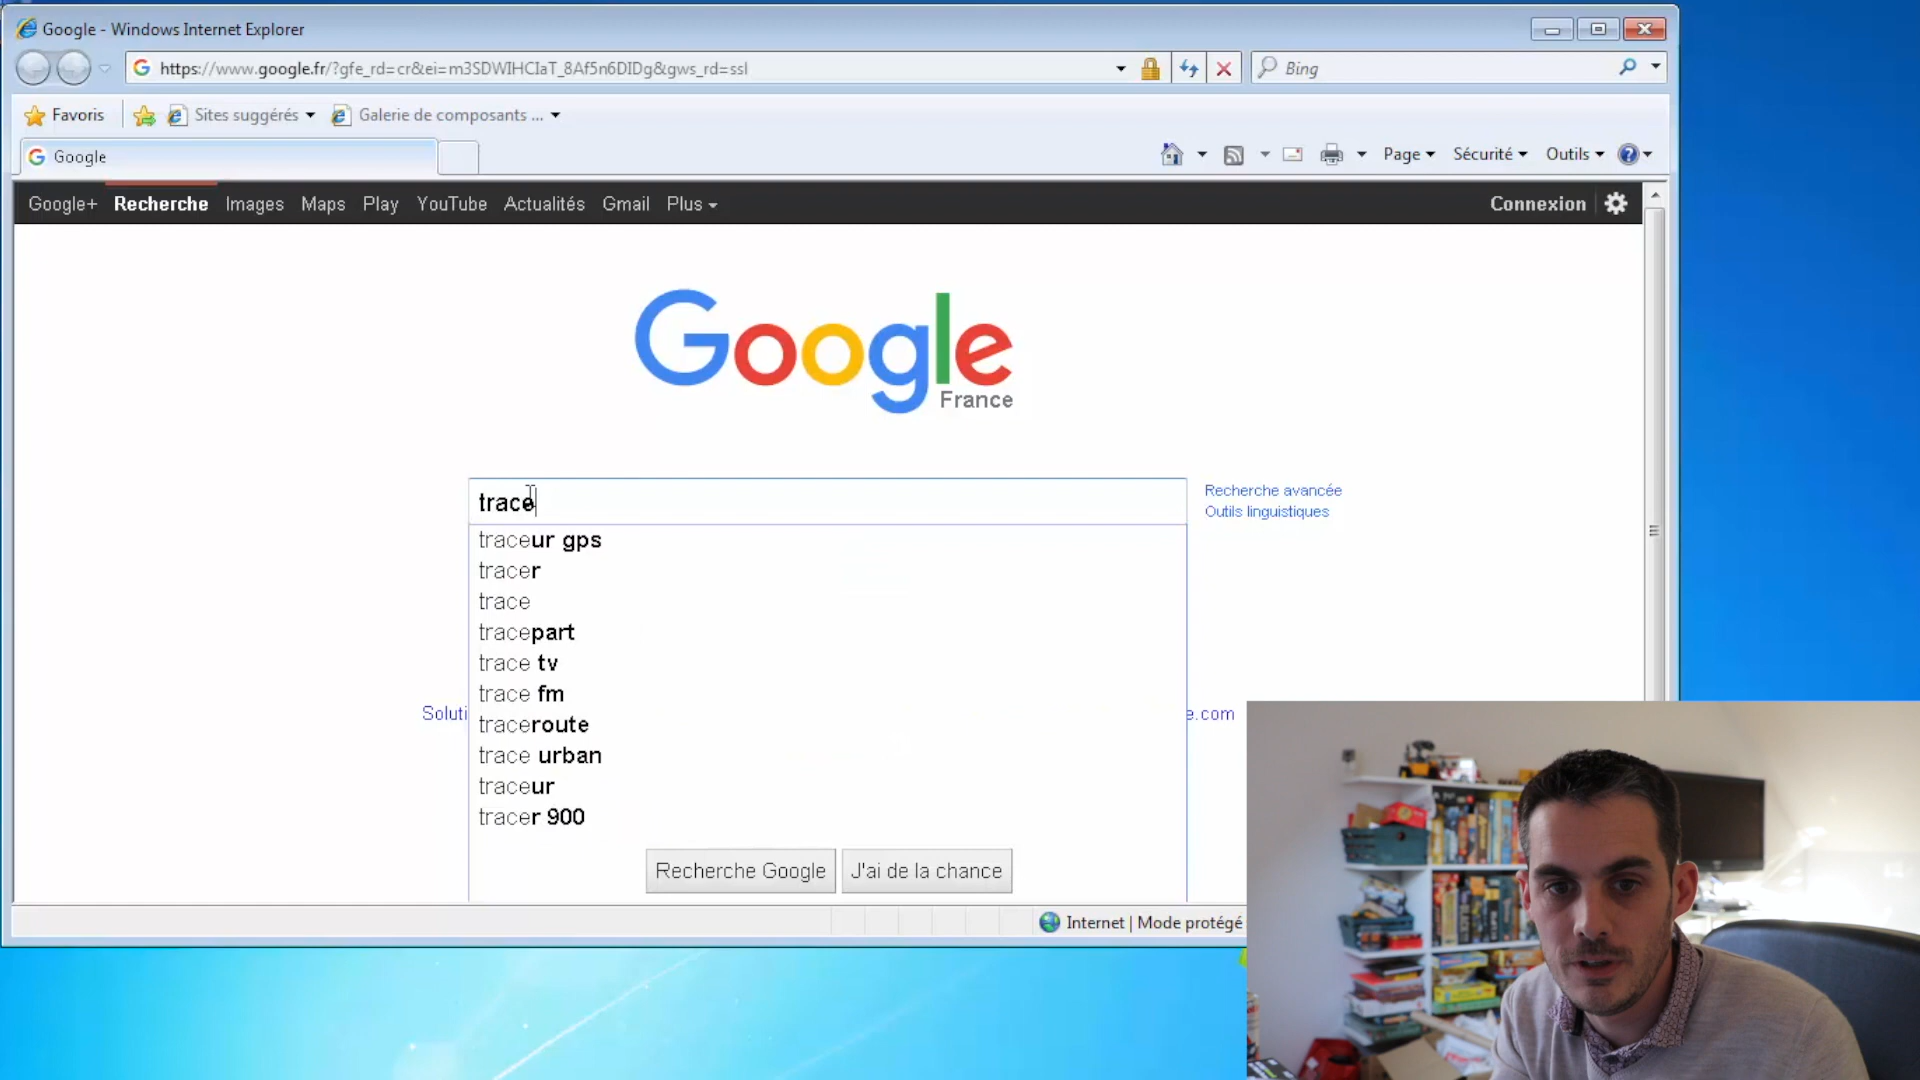 Google - Windows Internet Explorer
https://www.google.fr/?gfe_rd=cr&ei=m3SDWIHCIaT_8Af5n6DIDg&gws_rd=ssl
Bing
Favoris
Sites suggérés
Galerie de composants ...
Google
Page
Sécurité
Outils
Google+ Recherche Images Maps Play YouTube Actualités Gmail Plus
Connexion
Google
France
trace
Recherche avancée
Outils linguistiques
traceur gps
tracer
trace
tracepart
trace tv
trace fm
traceroute
trace urban
traceur
tracer 900
Soluti
e.com
Recherche Google
J'ai de la chance
Internet | Mode protégé